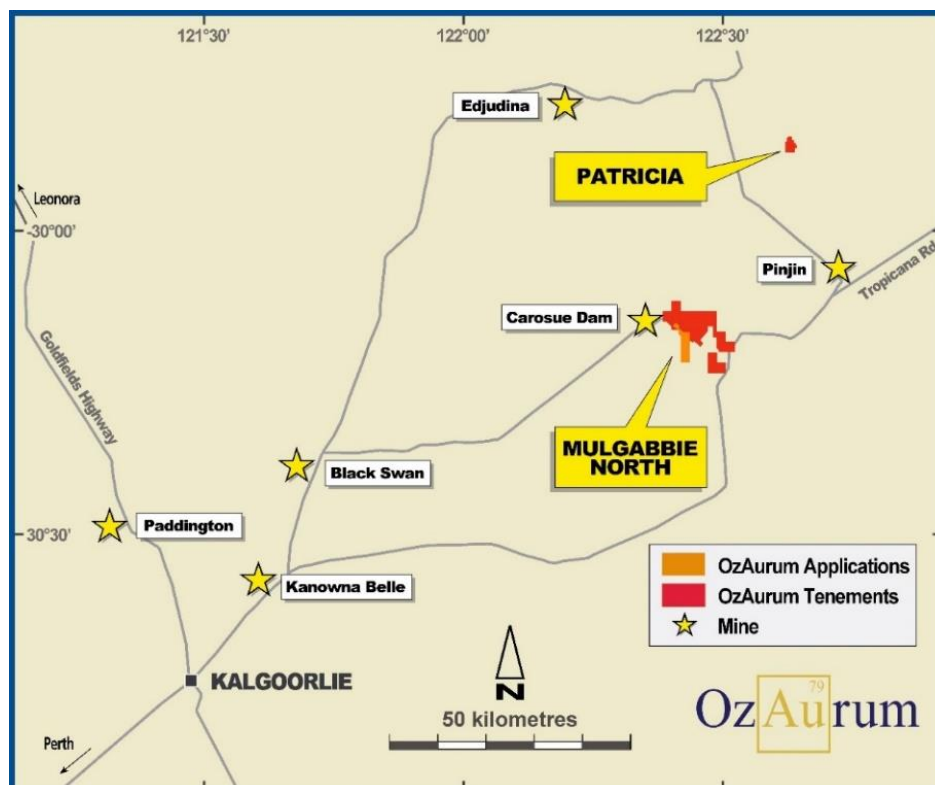 121°30'
122°00'
122°30'
Edjudina
PATRICIA
Leonora
-30°00'
Pinjin
Tropicana Rd
Carosue Dam
Goldfields Highway
MULGABBIE
NORTH
Black Swan
Paddington
30°30'
Kanowna Belle
OzAurum Applications
OzAurum Tenements
Mine
KALGOORLIE
N
50 kilometres
79
OzAurum
Perth